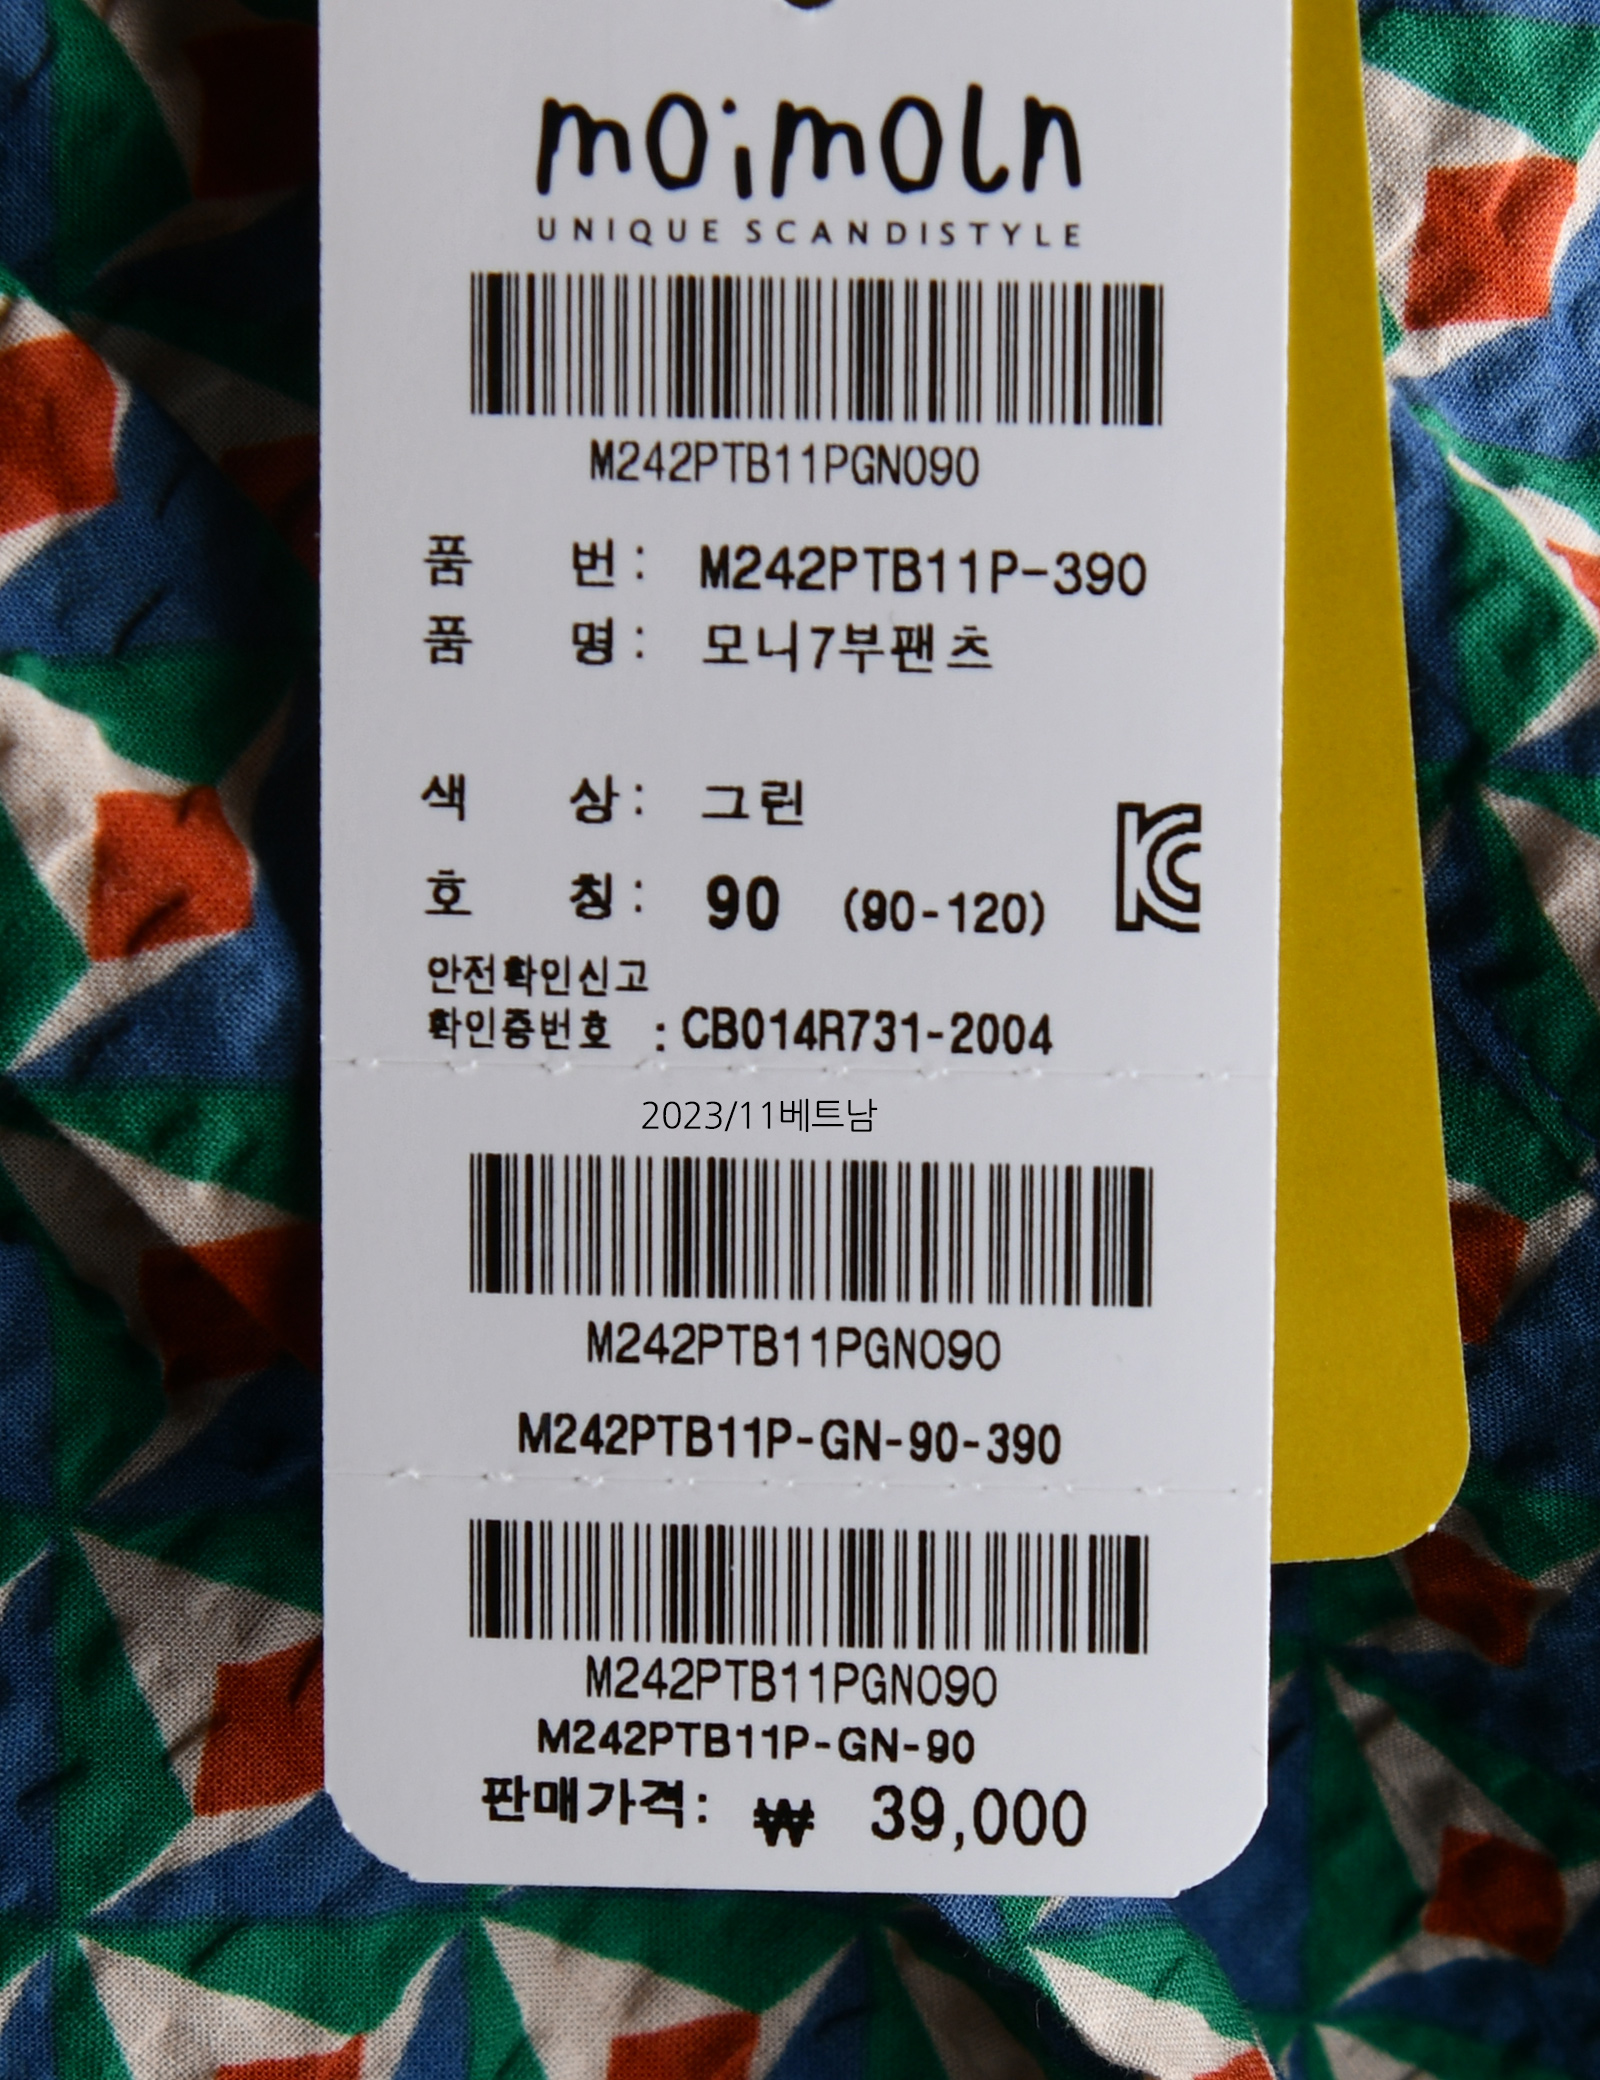 moimoln
UNIQUE SCANDISTYLE
M242PTB11PGN090
품 번 : M242PTB11P-390
품 명 : 모니7부팬츠
색 상 : 그린
호 칭 : 90 (90-120)
안전확인신고
확인증번호 : CB014R731-2004
2023/11베트남
M242PTB11PGN090
M242PTB11P-GN-90-390
M242PTB11PGN090
M242PTB11P-GN-90
판매가격: ₩ 39,000